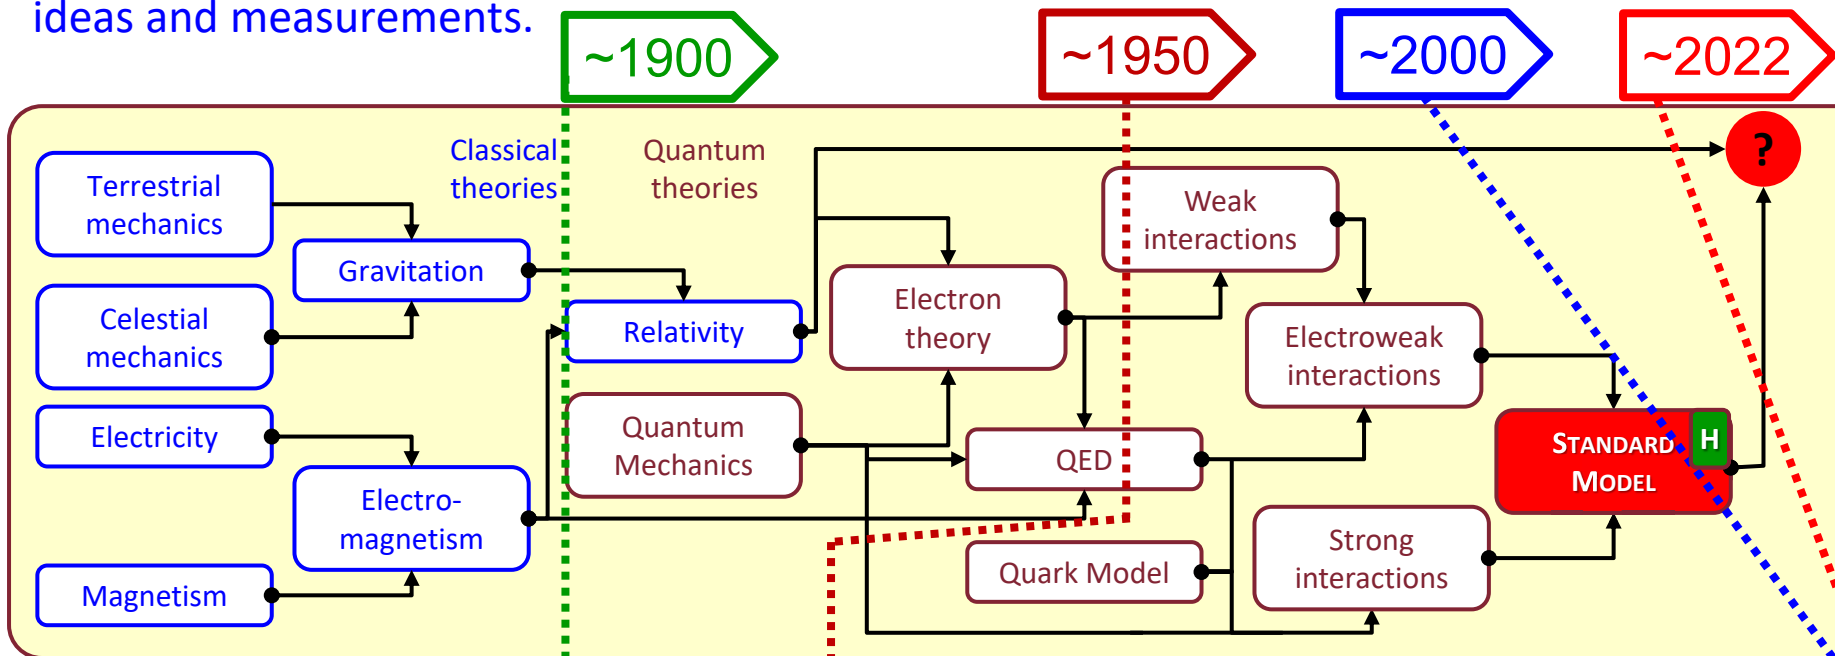 ideas and measurements.
~1900
~1950
~2000
~2022
Classical
theories
Quantum
theories
?
Terrestrial
mechanics
Weak
interactions
Gravitation
Electron
theory
Celestial
mechanics
Relativity
Electroweak
interactions
Electricity
Quantum
Mechanics
QED
STANDARD
MODEL
H
Electro-
magnetism
Strong
interactions
Quark Model
Magnetism